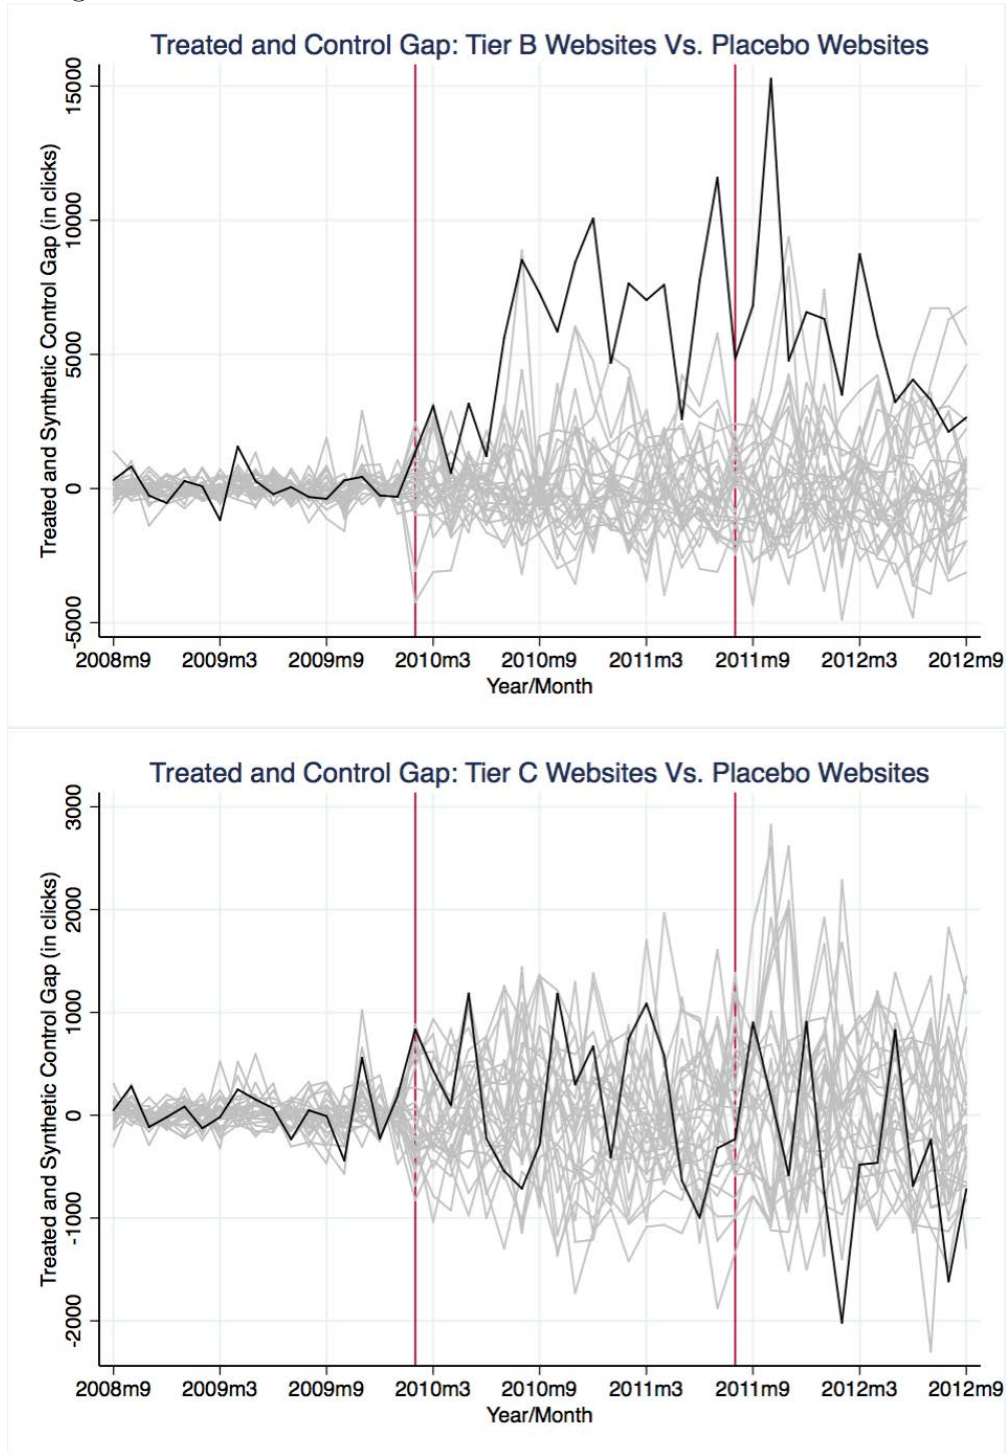 Treated and Control Gap: Tier B Websites Vs. Placebo Websites
Treated and Synthetic Control Gap (in clicks)
15000
10000
5000
0
-5000
2008m9 2009m3 2009m9 2010m3 2010m9 2011m3 2011m9 2012m3 2012m9
Year/Month
Treated and Control Gap: Tier C Websites Vs. Placebo Websites
Treated and Synthetic Control Gap (in clicks)
3000
2000
1000
0
-1000
-2000
2008m9 2009m3 2009m9 2010m3 2010m9 2011m3 2011m9 2012m3 2012m9
Year/Month